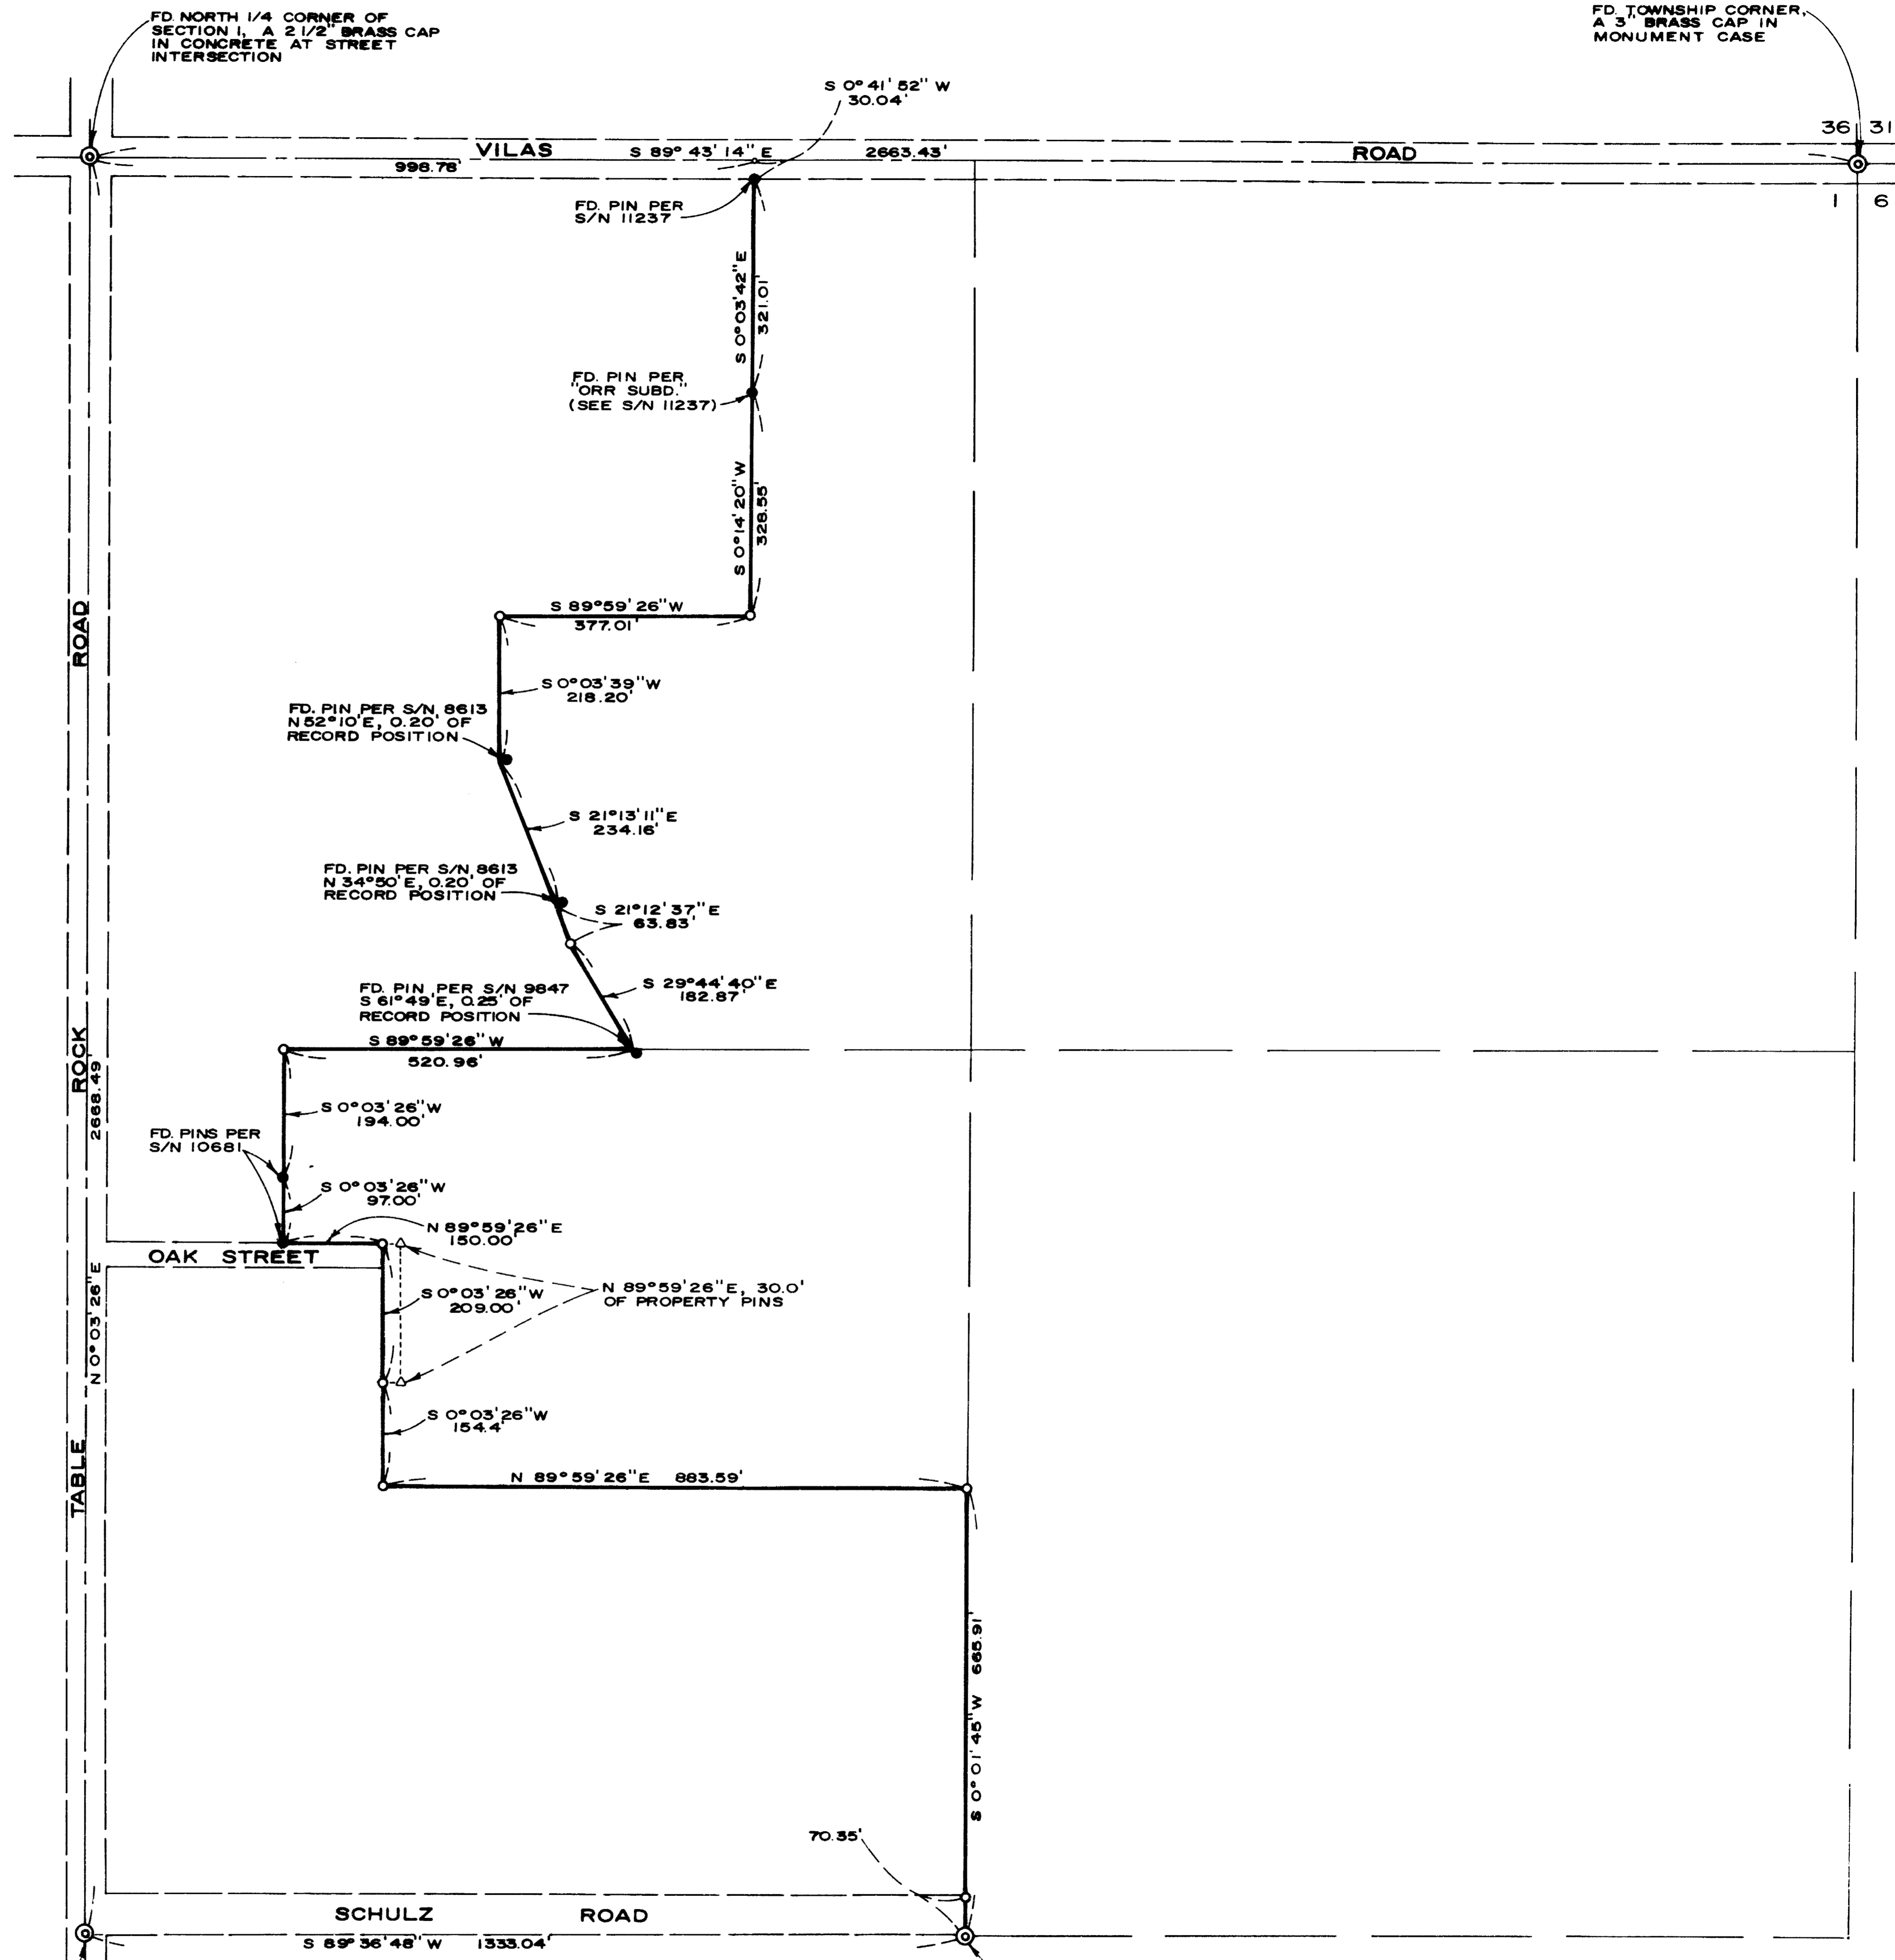 FD. NORTH 1/4 CORNER OF
SECTION 1, A 2 1/2" BRASS CAP
IN CONCRETE AT STREET
INTERSECTION
FD. TOWNSHIP CORNER,
A 3" BRASS CAP IN
MONUMENT CASE
S 0° 41' 52" W
30.04'
36 31
VILAS
S 89° 43' 14" E
2663.43'
ROAD
998.78'
1 6
FD. PIN PER
S/N 11237
S 0° 03' 42" E
321.01'
FD. PIN PER
"ORR SUBD."
(SEE S/N 11237)
S 0° 14' 20" W
328.55'
S 89° 59' 26" W
377.01'
ROAD
S 0° 03' 39" W
218.20'
FD. PIN PER S/N 8613
N 52° 10' E, 0.20' OF
RECORD POSITION
S 21° 13' 11" E
234.16'
FD. PIN PER S/N 8613
N 34° 50' E, 0.20' OF
RECORD POSITION
S 21° 12' 37" E
63.83'
FD. PIN PER S/N 9847
S 61° 49' E, 0.25' OF
RECORD POSITION
S 29° 44' 40" E
182.87'
S 89° 59' 26" W
520.96'
ROCK
2668.49'
S 0° 03' 26" W
194.00'
FD. PINS PER
S/N 10681
S 0° 03' 26" W
97.00'
N 89° 59' 26" E
150.00'
OAK STREET
N 0° 03' 26" E
S 0° 03' 26" W
209.00'
N 89° 59' 26" E, 30.0'
OF PROPERTY PINS
S 0° 03' 26" W
154.4'
TABLE
N 89° 59' 26" E 883.59'
S 0° 01' 45" W 665.91'
70.35'
SCHULZ ROAD
S 89° 36' 48" W 1333.04'